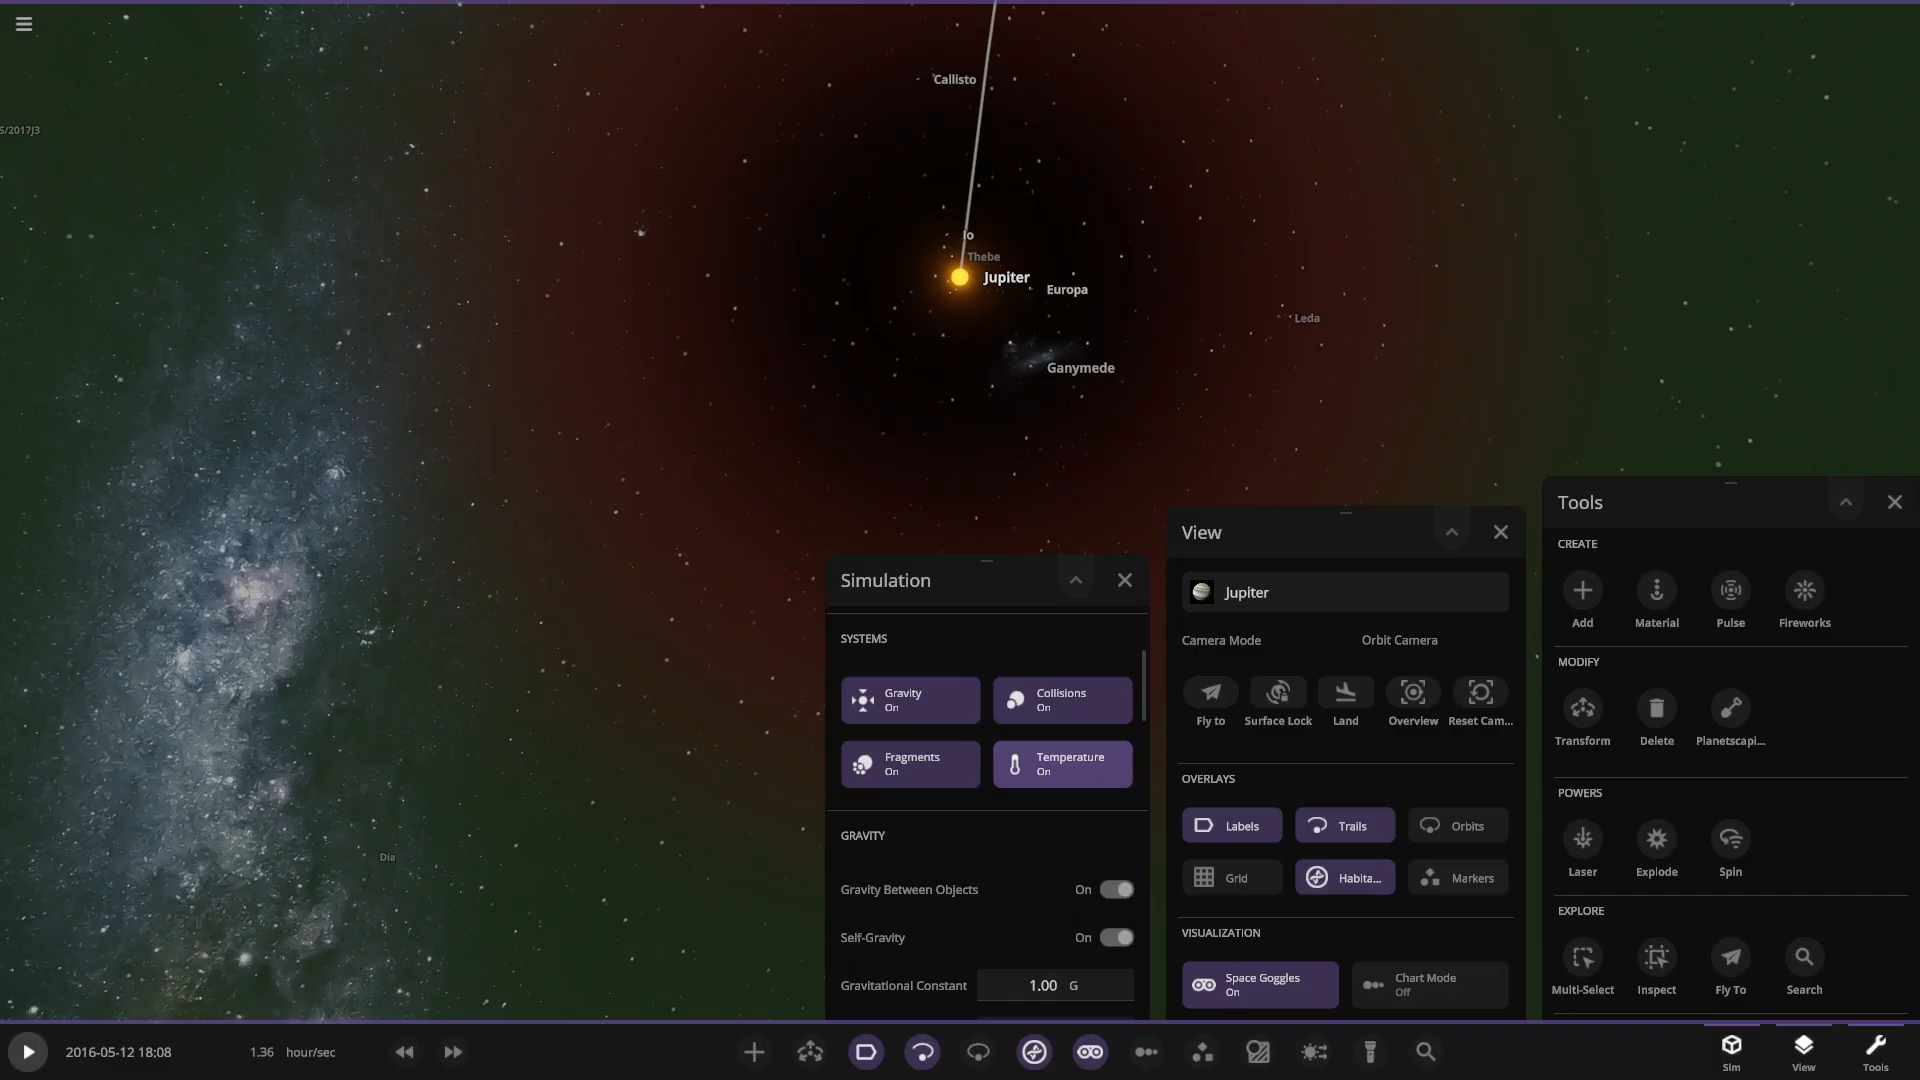 Callisto
S/2017J3
Io
Thebe
Jupiter
Europa
Leda
Ganymede
Dia
Simulation
SYSTEMS
Gravity
On
Collisions
On
Fragments
On
Temperature
On
GRAVITY
Gravity Between Objects
On
Self-Gravity
On
Gravitational Constant
1.00 G
View
Jupiter
Camera Mode
Orbit Camera
Fly to
Surface Lock
Land
Overview
Reset Cam...
OVERLAYS
Labels
Trails
Orbits
Grid
Habita...
Markers
VISUALIZATION
Space Goggles
On
Chart Mode
Off
Tools
CREATE
Add
Material
Pulse
Fireworks
MODIFY
Transform
Delete
Planetscapi...
POWERS
Laser
Explode
Spin
EXPLORE
Multi-Select
Inspect
Fly To
Search
2016-05-12 18:08
1.36 hour/sec
Sim
View
Tools